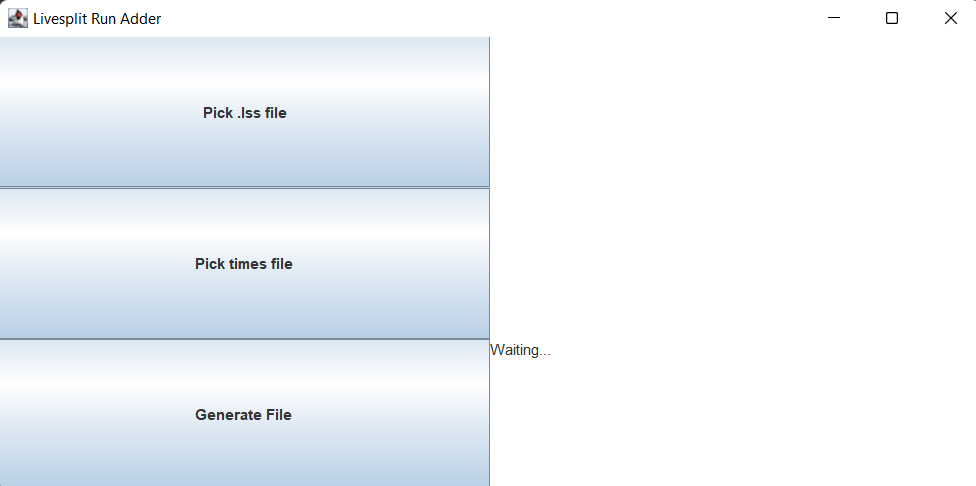 Livesplit Run Adder
Pick .lss file
Pick times file
Waiting...
Generate File